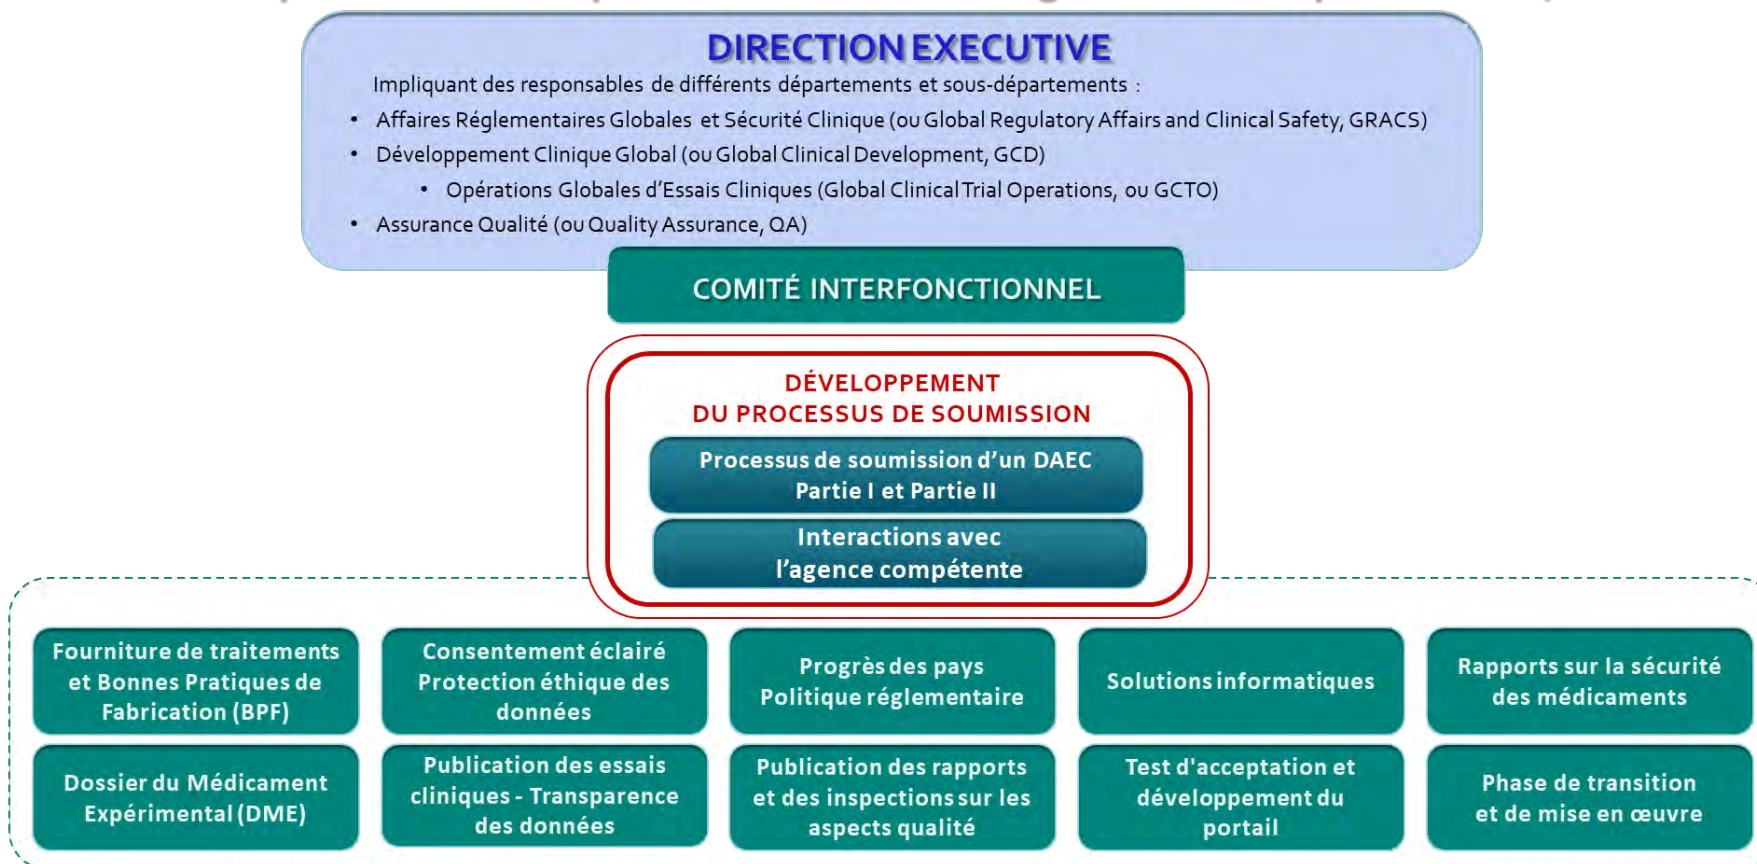 DIRECTION EXECUTIVE
Impliquant des responsables de différents départements et sous-départements :
• Affaires Réglementaires Globales et Sécurité Clinique (ou Global Regulatory Affairs and Clinical Safety, GRACS)
• Développement Clinique Global (ou Global Clinical Development, GCD)
• Opérations Globales d'Essais Cliniques (Global Clinical Trial Operations, ou GCTO)
• Assurance Qualité (ou Quality Assurance, QA)
COMITÉ INTERFONCTIONNEL
DÉVELOPPEMENT
DU PROCESSUS DE SOUMISSION
Processus de soumission d'un DAEC
Partie I et Partie II
Interactions avec
l'agence compétente
Fourniture de traitements
et Bonnes Pratiques de
Fabrication (BPF)
Consentement éclairé
Protection éthique des
données
Progrès des pays
Politique réglementaire
Solutions informatiques
Rapports sur la sécurité
des médicaments
Dossier du Médicament
Expérimental (DME)
Publication des essais
cliniques - Transparence
des données
Publication des rapports
et des inspections sur les
aspects qualité
Test d'acceptation et
développement du
portail
Phase de transition
et de mise en œuvre